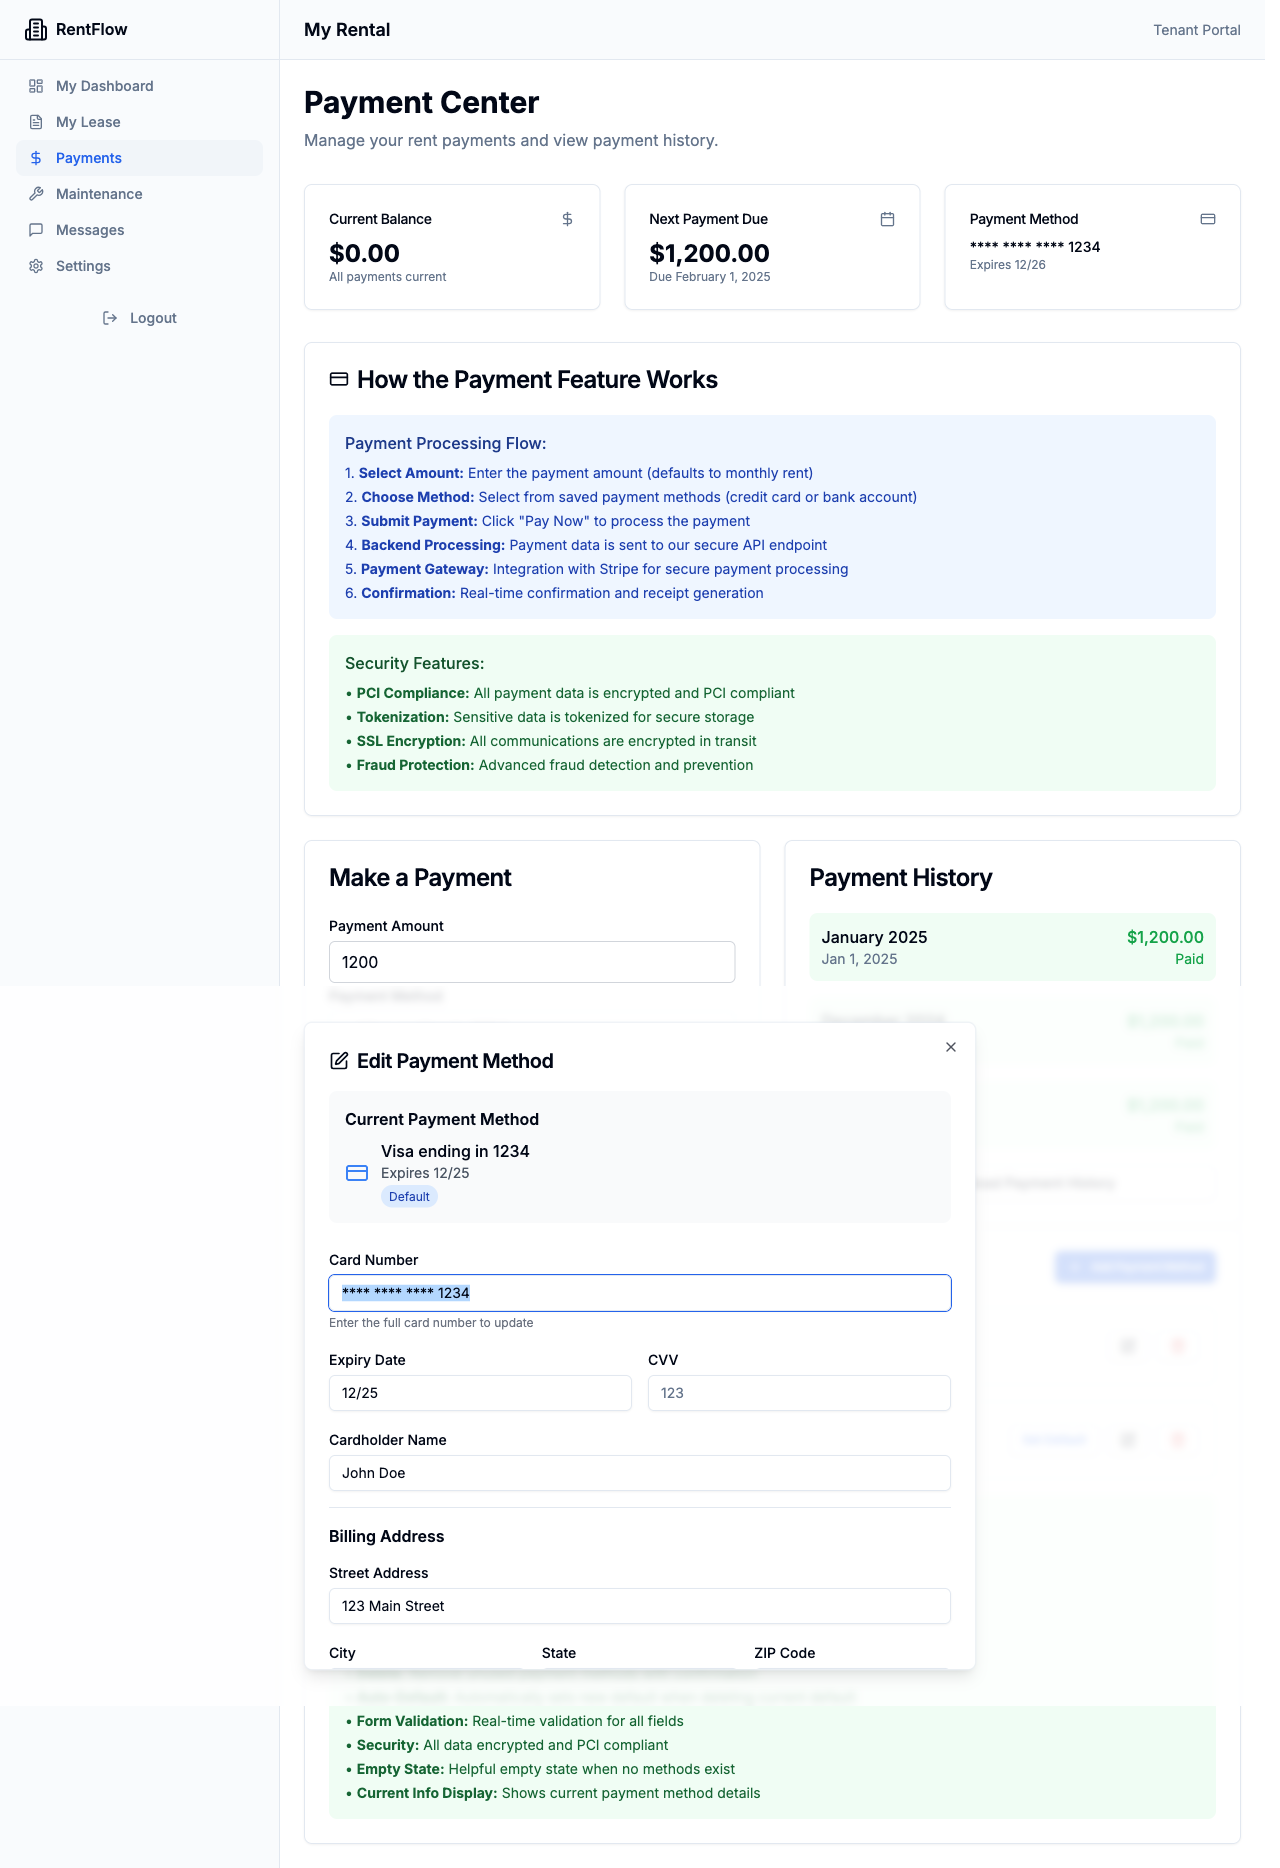 RentFlow
My Rental
Tenant Portal
My Dashboard
My Lease
Payments
Maintenance
Messages
Settings
Logout
Payment Center
Manage your rent payments and view payment history.
Current Balance
$0.00
All payments current
Next Payment Due
$1,200.00
Due February 1, 2025
Payment Method
**** **** **** 1234
Expires 12/26
How the Payment Feature Works
Payment Processing Flow:
1. Select Amount: Enter the payment amount (defaults to monthly rent)
2. Choose Method: Select from saved payment methods (credit card or bank account)
3. Submit Payment: Click "Pay Now" to process the payment
4. Backend Processing: Payment data is sent to our secure API endpoint
5. Payment Gateway: Integration with Stripe for secure payment processing
6. Confirmation: Real-time confirmation and receipt generation
Security Features:
• PCI Compliance: All payment data is encrypted and PCI compliant
• Tokenization: Sensitive data is tokenized for secure storage
• SSL Encryption: All communications are encrypted in transit
• Fraud Protection: Advanced fraud detection and prevention
Make a Payment
Payment Amount
1200
Payment Method
Payment History
January 2025
$1,200.00
Jan 1, 2025
Paid
Edit Payment Method
Current Payment Method
Visa ending in 1234
Expires 12/25
Default
Card Number
**** **** **** 1234
Enter the full card number to update
Expiry Date
CVV
12/25
123
Cardholder Name
John Doe
Billing Address
Street Address
123 Main Street
City
State
ZIP Code
• Form Validation: Real-time validation for all fields
• Security: All data encrypted and PCI compliant
• Empty State: Helpful empty state when no methods exist
• Current Info Display: Shows current payment method details